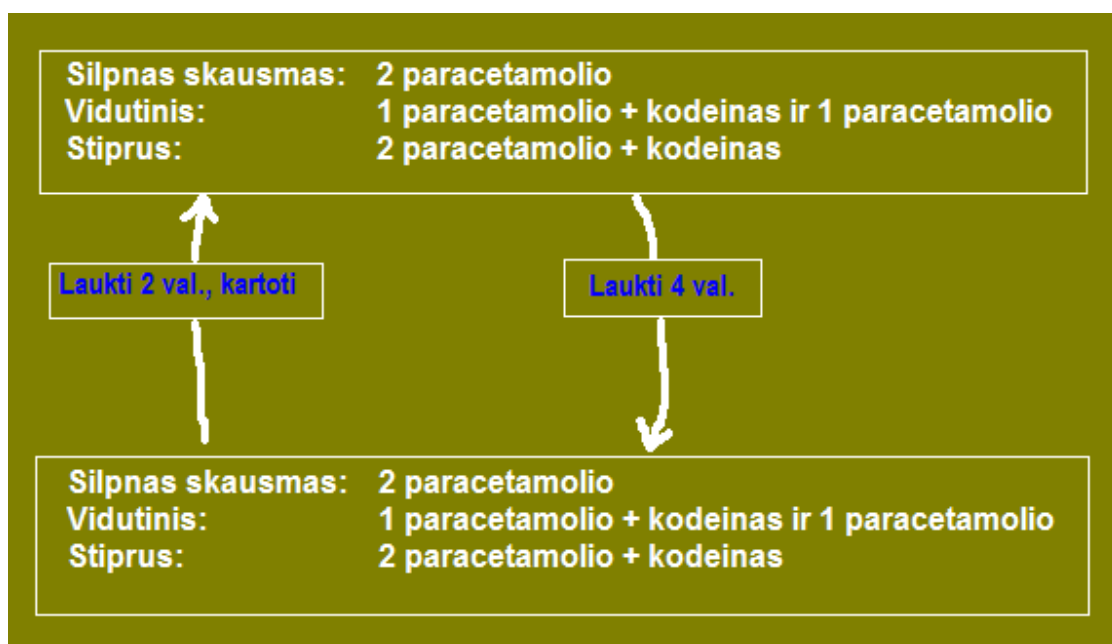 Silpnas skausmas: 2 paracetamolio
Vidutinis: 1 paracetamolio + kodeinas ir 1 paracetamolio
Stiprus: 2 paracetamolio + kodeinas
Laukti 2 val., kartoti
Laukti 4 val.
Silpnas skausmas: 2 paracetamolio
Vidutinis: 1 paracetamolio + kodeinas ir 1 paracetamolio
Stiprus: 2 paracetamolio + kodeinas